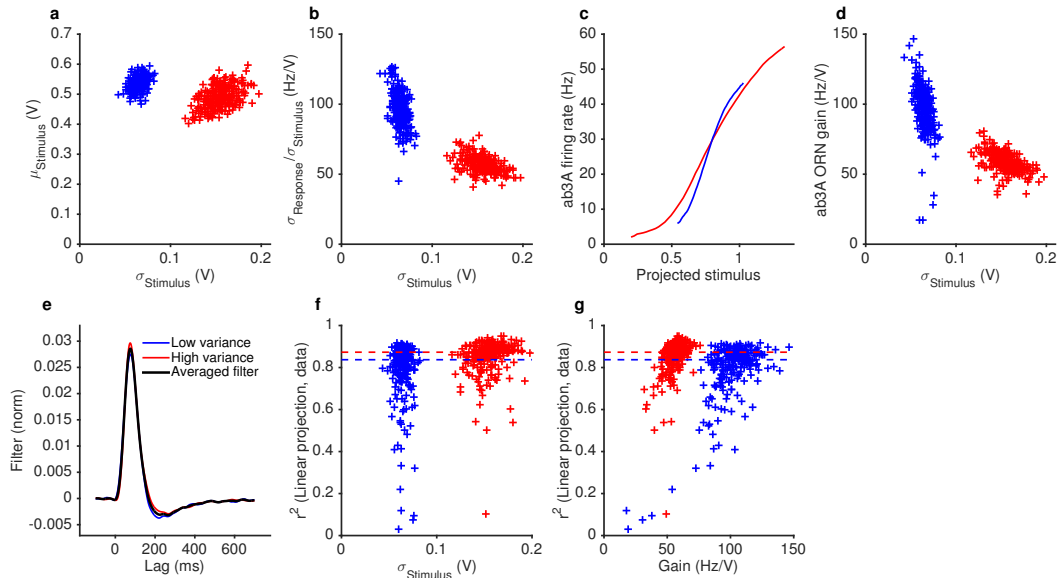 a
0.7
0.6
0.5
0.4
0.3
0.2
0.1
0
μStimulus (V)
0
0.1
0.2
σStimulus (V)
b
150
100
50
0
σResponse/σStimulus (Hz/V)
0
0.1
0.2
σStimulus (V)
c
60
50
40
30
20
10
0
ab3A firing rate (Hz)
0
0.5
1
Projected stimulus
d
150
100
50
0
ab3A ORN gain (Hz/V)
0
0.1
0.2
σStimulus (V)
e
0.03
0.025
0.02
0.015
0.01
0.005
0
-0.005
Filter (norm)
Low variance
High variance
Averaged filter
0
200
400
600
Lag (ms)
f
1
0.8
0.6
0.4
0.2
0
r² (Linear projection, data)
0
0.1
0.2
σStimulus (V)
g
1
0.8
0.6
0.4
0.2
0
r² (Linear projection, data)
0
50
100
150
Gain (Hz/V)